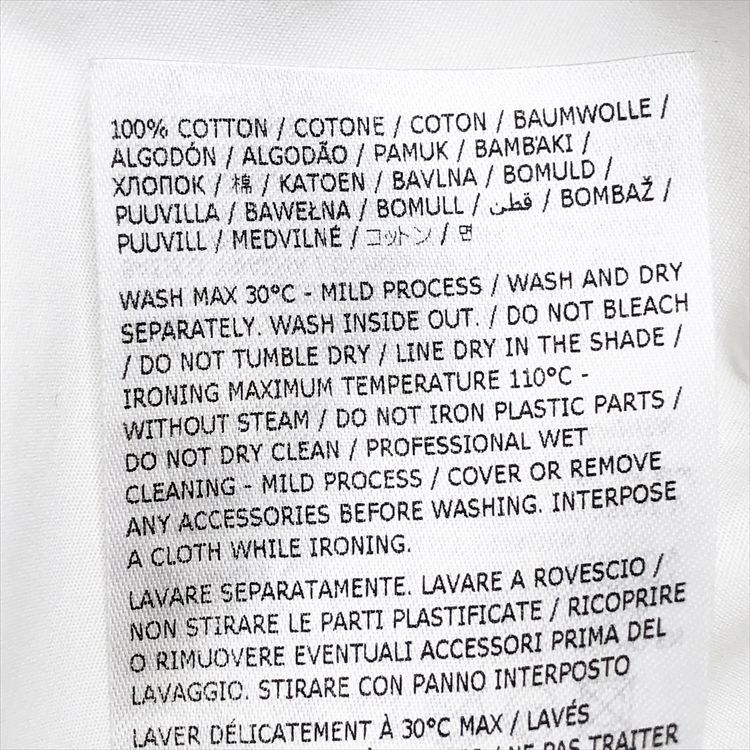 100% COTTON / COTONE / COTON / BAUMWOLLE /
ALGODÓN / ALGODÃO / PAMUK / BAMBAKI /
ХЛОПОК / 棉 / KATOEN / BAVLNA / BOMULD /
PUUVILLA / BAWEŁNA / BOMULL / قطن / BOMBAŽ /
PUUVILL / MEDVILNĖ / コットン / 면
WASH MAX 30°C - MILD PROCESS / WASH AND DRY
SEPARATELY. WASH INSIDE OUT. / DO NOT BLEACH
/ DO NOT TUMBLE DRY / LINE DRY IN THE SHADE /
IRONING MAXIMUM TEMPERATURE 110°C -
WITHOUT STEAM / DO NOT IRON PLASTIC PARTS /
DO NOT DRY CLEAN / PROFESSIONAL WET
CLEANING - MILD PROCESS / COVER OR REMOVE
ANY ACCESSORIES BEFORE WASHING. INTERPOSE
A CLOTH WHILE IRONING.
LAVARE SEPARATAMENTE. LAVARE A ROVESCIO /
NON STIRARE LE PARTI PLASTIFICATE / RICOPRIRE
O RIMUOVERE EVENTUALI ACCESSORI PRIMA DEL
LAVAGGIO. STIRARE CON PANNO INTERPOSTO
LAVER DÉLICATEMENT À 30°C MAX / LAVÉS
/ NE PAS TRAITER